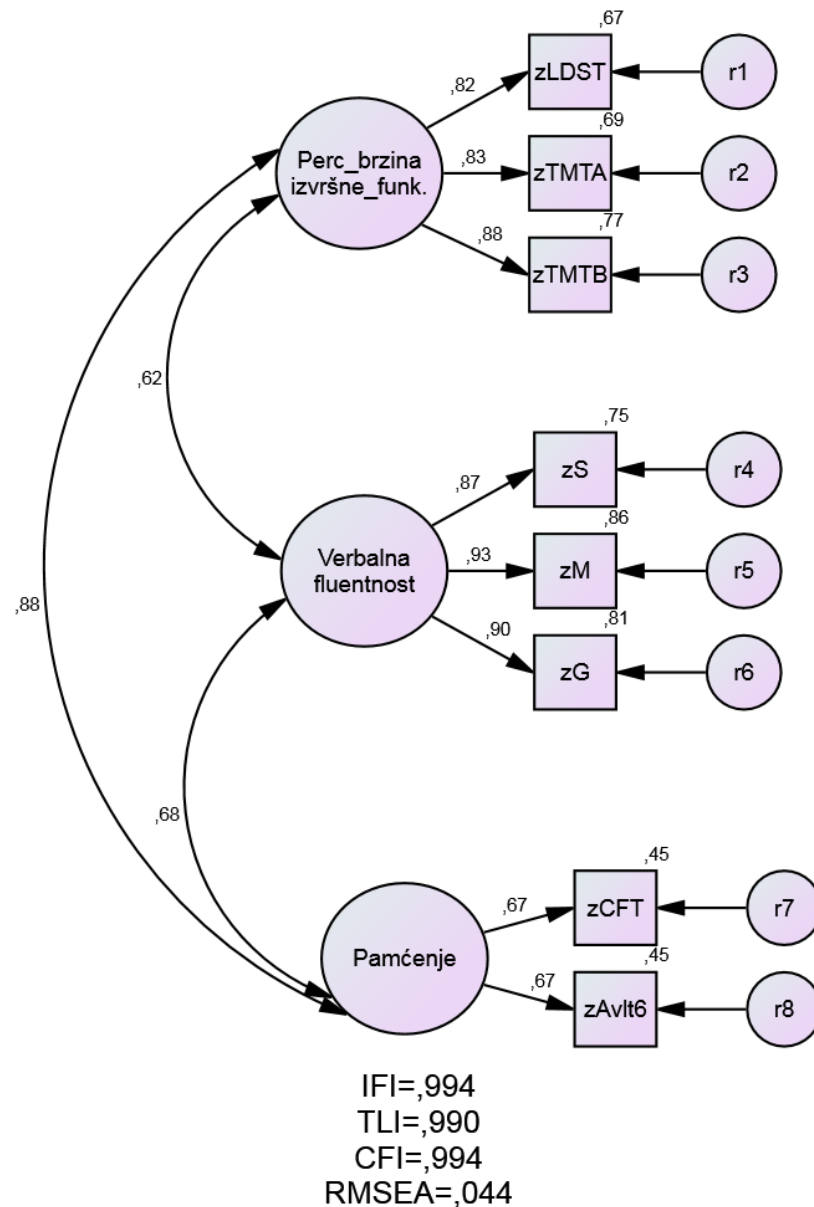 ,67
zLDST
r1
,82
,69
Perc_brzina
izvršne_funk.
,83
zTMTA
r2
,77
,88
zTMTB
r3
,62
,75
zS
r4
,87
,86
Verbalna
fluentnost
,93
zM
r5
,81
,90
zG
r6
,88
,68
,45
zCFT
r7
,67
Pamćenje
,45
,67
zAvlt6
r8
IFI=,994
TLI=,990
CFI=,994
RMSEA=,044